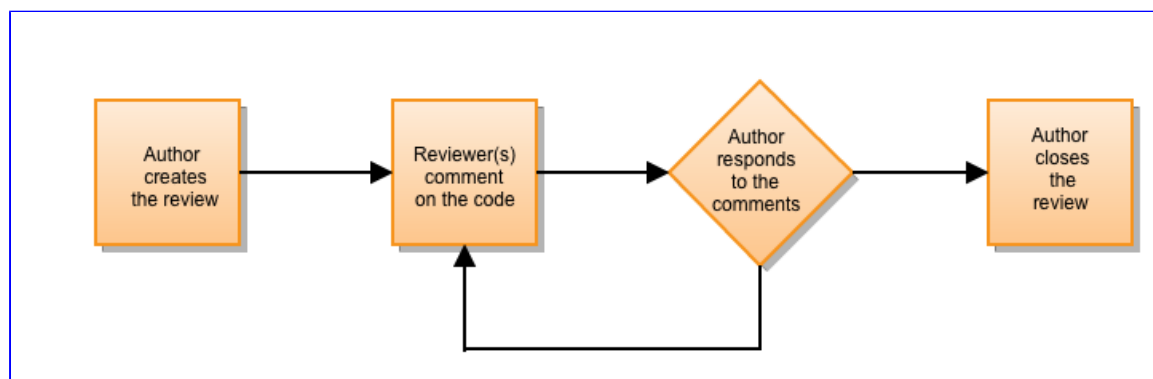 Author
creates
the review
Reviewer(s)
comment
on the code
Author
responds
to the
comments
Author
closes
the
review